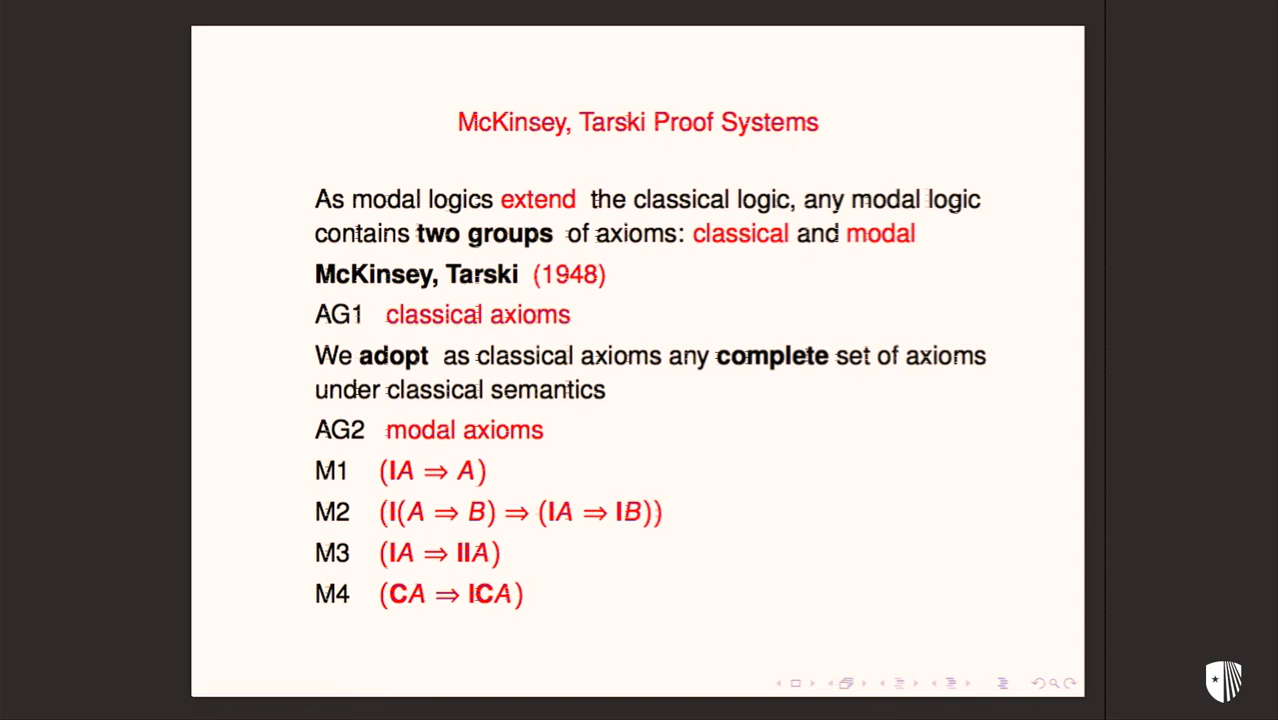 McKinsey, Tarski Proof Systems
As modal logics extend the classical logic, any modal logic
contains two groups of axioms: classical and modal
McKinsey, Tarski (1948)
AG1 classical axioms
We adopt as classical axioms any complete set of axioms
under classical semantics
AG2 modal axioms
M1 (IA ⇒ A)
M2 (I(A ⇒ B) ⇒ (IA ⇒ IB))
M3 (IA ⇒ IIA)
M4 (CA ⇒ ICA)